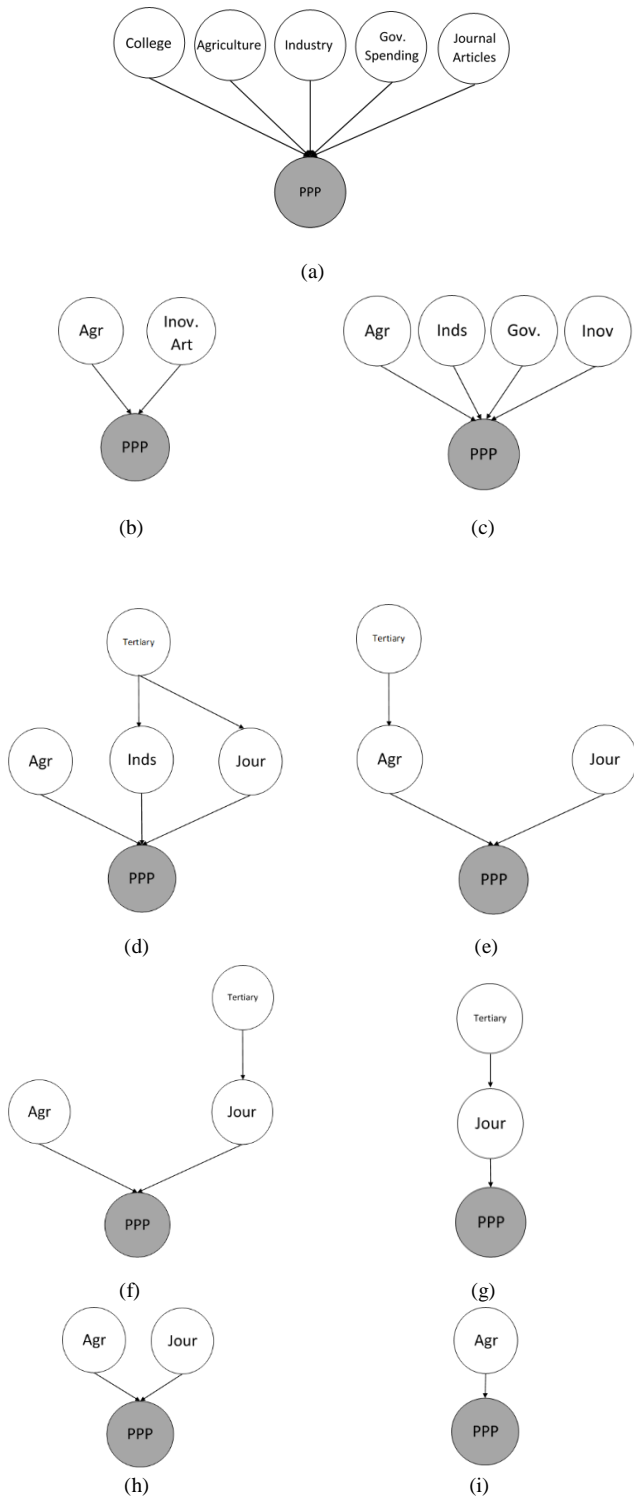 College
Agriculture
Industry
Gov.
Spending
Journal
Articles
PPP
(a)
Agr
Inov.
Art
PPP
(b)
Agr
Inds
Gov.
Inov
PPP
(c)
Tertiary
Agr
Inds
Jour
PPP
(d)
Tertiary
Agr
Jour
PPP
(e)
Tertiary
Agr
Jour
PPP
(f)
Tertiary
Jour
PPP
(g)
Agr
Jour
PPP
(h)
Agr
PPP
(i)